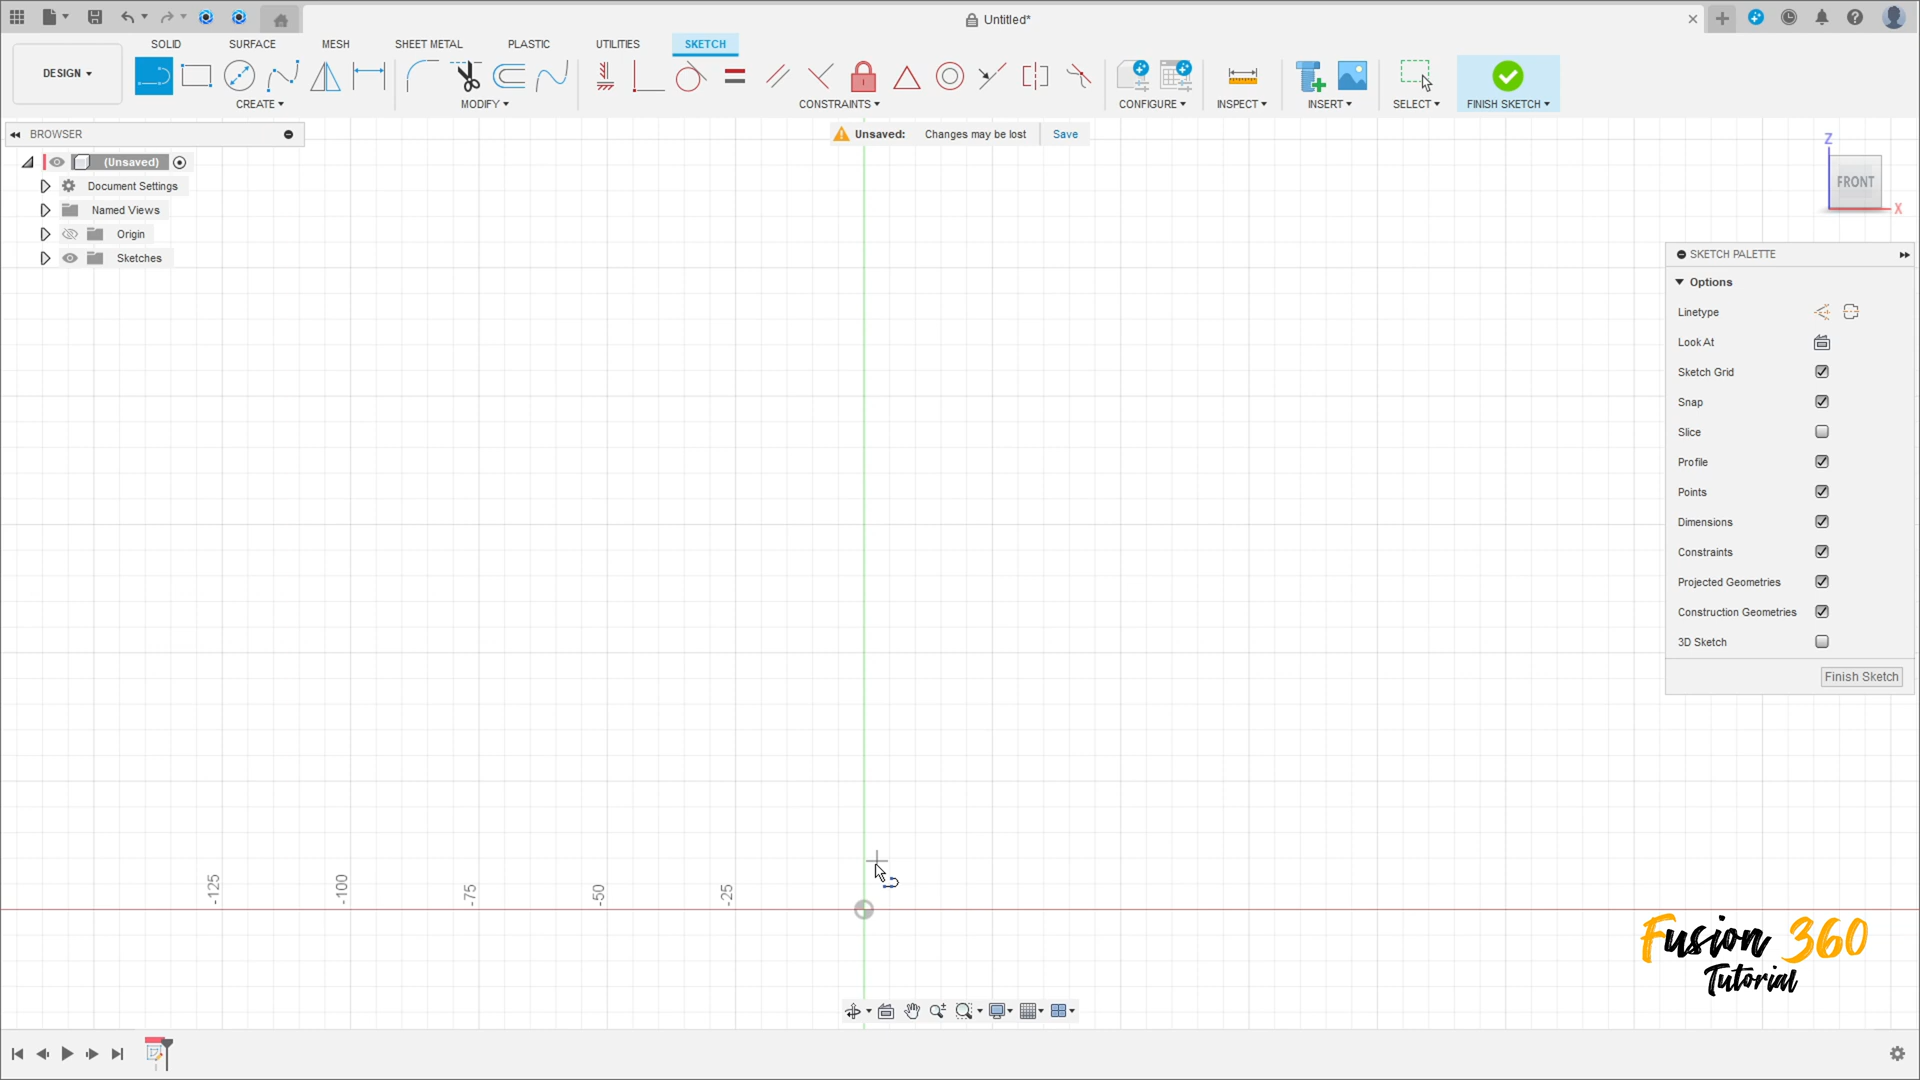 Untitled*
SOLID
SURFACE
MESH
SHEET METAL
PLASTIC
UTILITIES
SKETCH
DESIGN
CREATE
MODIFY
CONSTRAINTS
CONFIGURE
INSPECT
INSERT
SELECT
FINISH SKETCH
BROWSER
Unsaved: Changes may be lost Save
(Unsaved)
Document Settings
Named Views
Origin
Sketches
Z
FRONT
X
SKETCH PALETTE
Options
Linetype
Look At
Sketch Grid
Snap
Slice
Profile
Points
Dimensions
Constraints
Projected Geometries
Construction Geometries
3D Sketch
Finish Sketch
-125
-100
-75
-50
-25
Fusion 360
Tutorial